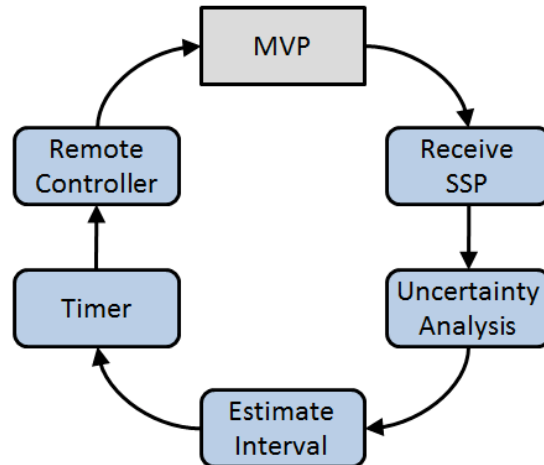 MVP
Receive
SSP
Uncertainty
Analysis
Estimate
Interval
Timer
Remote
Controller